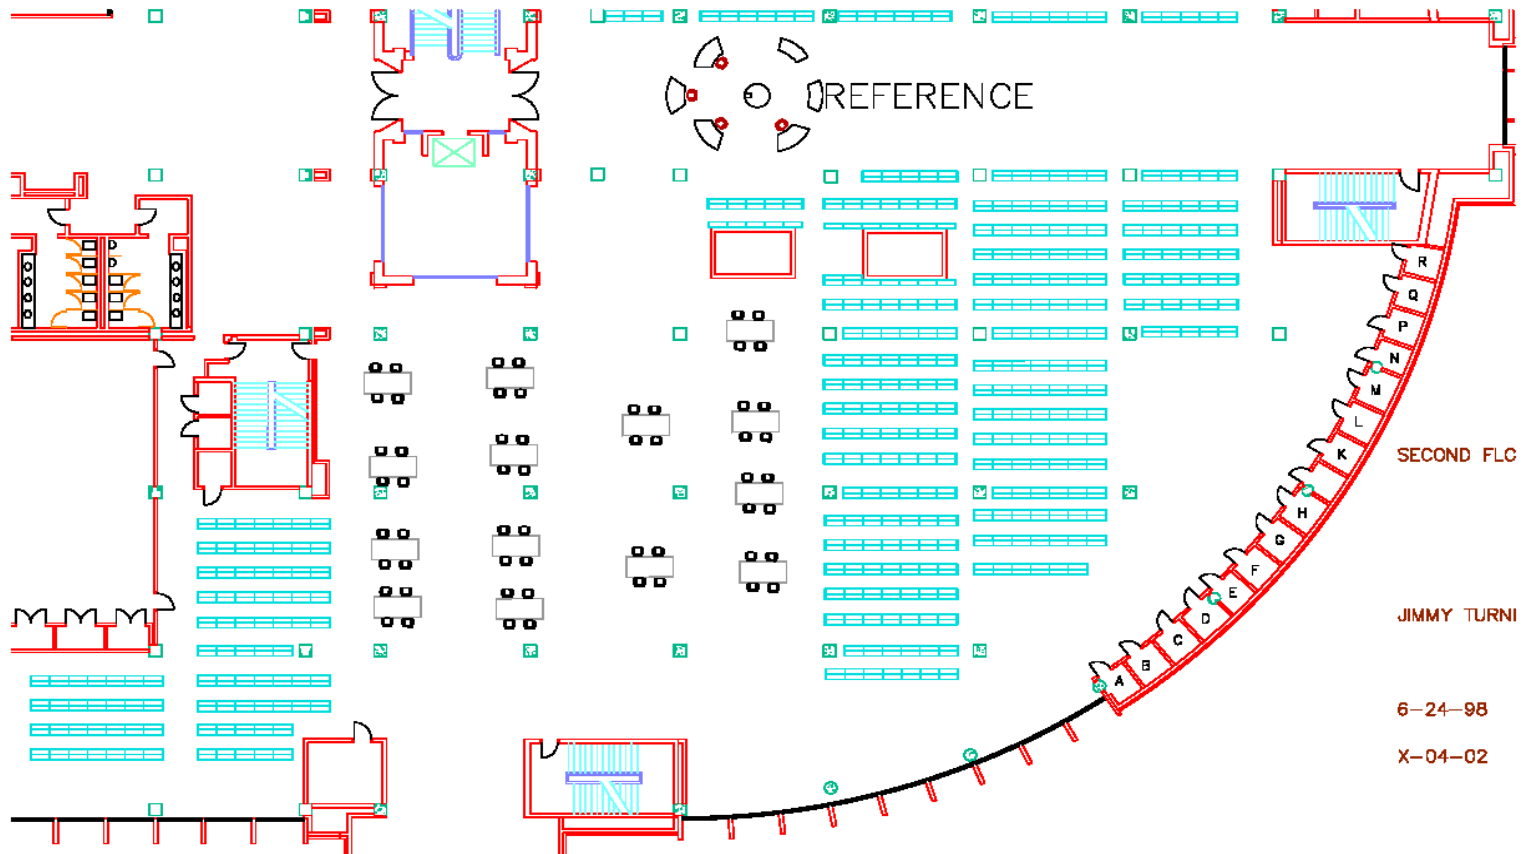 REFERENCE
R
Q
P
N
M
L
K
H
G
F
E
D
C
B
A
SECOND FLC
JIMMY TURNI
6-24-98
X-04-02